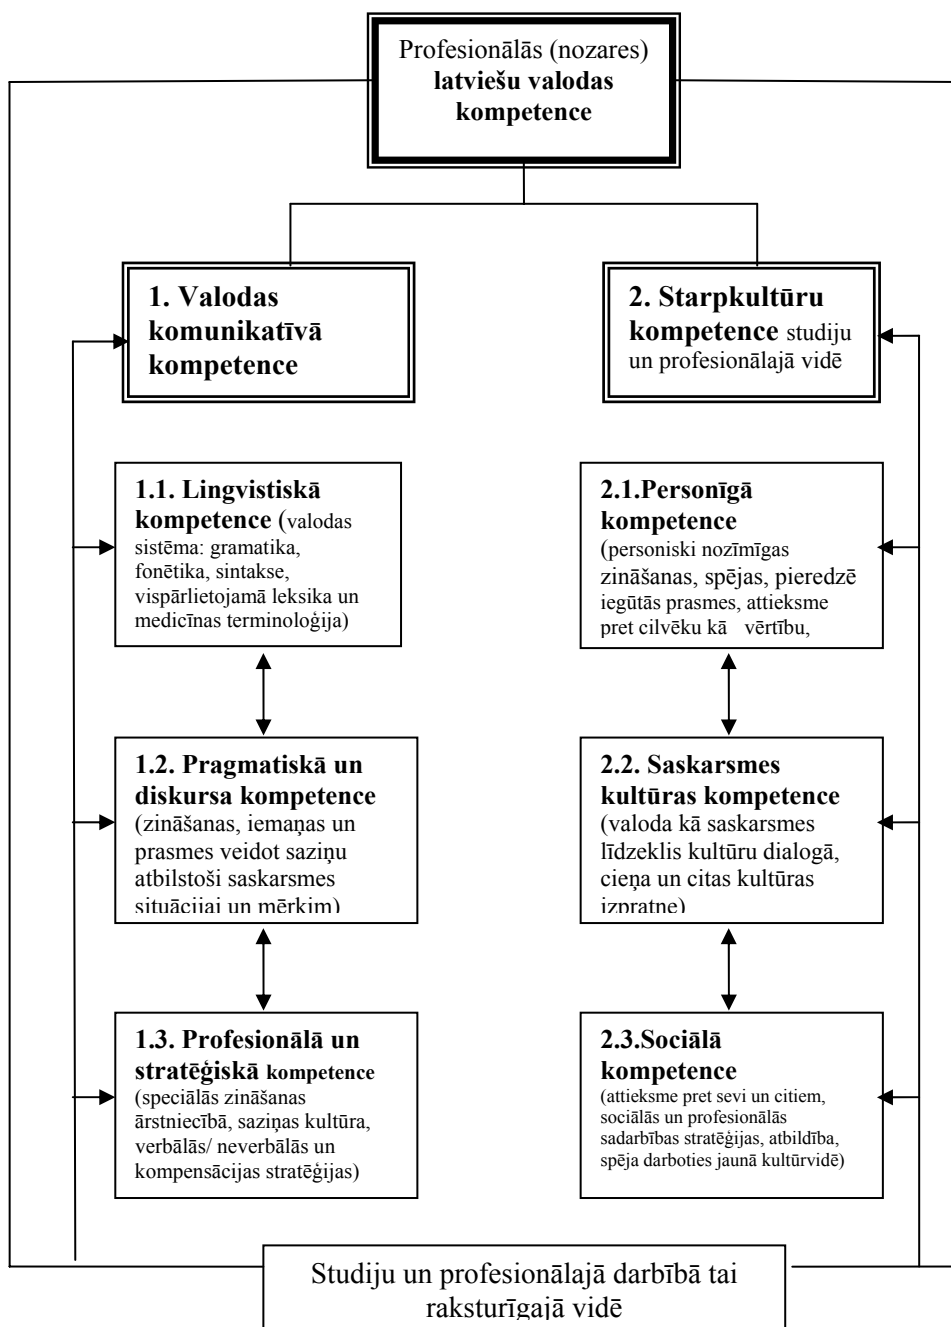 Profesionālās (nozares)
latviešu valodas
kompetence
1. Valodas
komunikatīvā
kompetence
2. Starpkultūru
kompetence studiju
un profesionālajā vidē
1.1. Lingvistiskā
kompetence (valodas
sistēma: gramatika,
fonētika, sintakse,
vispārlietojamā leksika un
medicīnas terminoloģija)
2.1.Personīgā
kompetence
(personiski nozīmīgas
zināšanas, spējas, pieredzē
iegūtās prasmes, attieksme
pret cilvēku kā vērtību,
1.2. Pragmatiskā un
diskursa kompetence
(zināšanas, iemaņas un
prasmes veidot saziņu
atbilstoši saskarsmes
situācijai un mērķim)
2.2. Saskarsmes
kultūras kompetence
(valoda kā saskarsmes
līdzeklis kultūru dialogā,
cieņa un citas kultūras
izpratne)
1.3. Profesionālā un
stratēģiskā kompetence
(speciālās zināšanas
ārstniecībā, saziņas kultūra,
verbālās/ neverbālās un
kompensācijas stratēģijas)
2.3.Sociālā
kompetence
(attieksme pret sevi un citiem,
sociālās un profesionālās
sadarbības stratēģijas, atbildība,
spēja darboties jaunā kultūrvidē)
Studiju un profesionālajā darbībā tai
raksturīgajā vidē